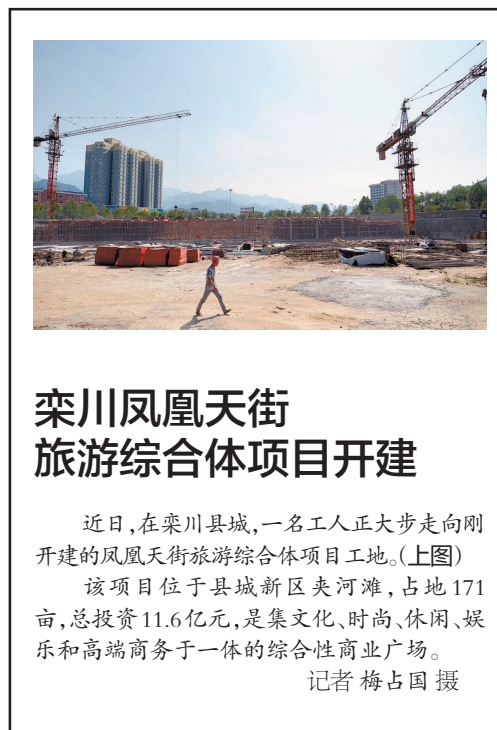 栾川凤凰天街
旅游综合体项目开建
近日,在栾川县城,一名工人正大步走向刚
开建的凤凰天街旅游综合体项目工地。(上图)
该项目位于县城新区夹河滩,占地171
亩,总投资11.6亿元,是集文化、时尚、休闲、娱
乐和高端商务于一体的综合性商业广场。
记者 梅占国 摄